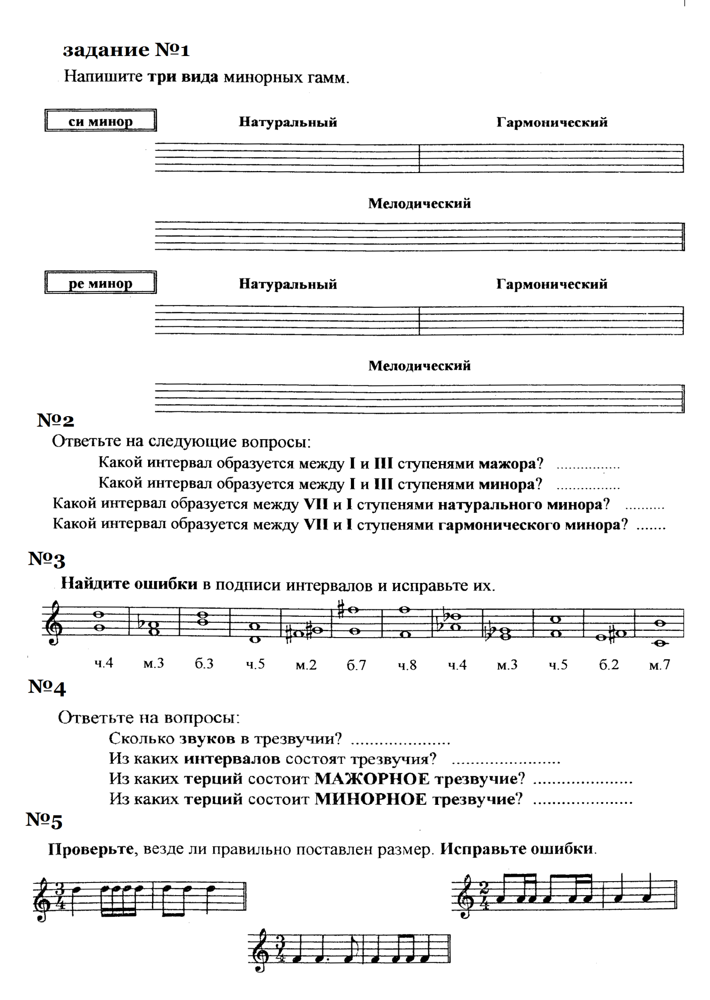 задание №1
Напишите три вида минорных гамм.
си минор Натуральный Гармонический
Мелодический
ре минор Натуральный Гармонический
Мелодический
№2
Ответьте на следующие вопросы:
Какой интервал образуется между I и III ступенями мажора? ................
Какой интервал образуется между I и III ступенями минора? ................
Какой интервал образуется между VII и I ступенями натурального минора? ..........
Какой интервал образуется между VII и I ступенями гармонического минора? .......
№3
Найдите ошибки в подписи интервалов и исправьте их.
ч.4 м.3 б.3 ч.5 м.2 б.7 ч.8 ч.4 м.3 ч.5 б.2 м.7
№4
Ответьте на вопросы:
Сколько звуков в трезвучии? .....................
Из каких интервалов состоят трезвучия? .......................
Из каких терций состоит МАЖОРНОЕ трезвучие? .....................
Из каких терций состоит МИНОРНОЕ трезвучие? .....................
№5
Проверьте, везде ли правильно поставлен размер. Исправьте ошибки.
3 2
4 4
3
4